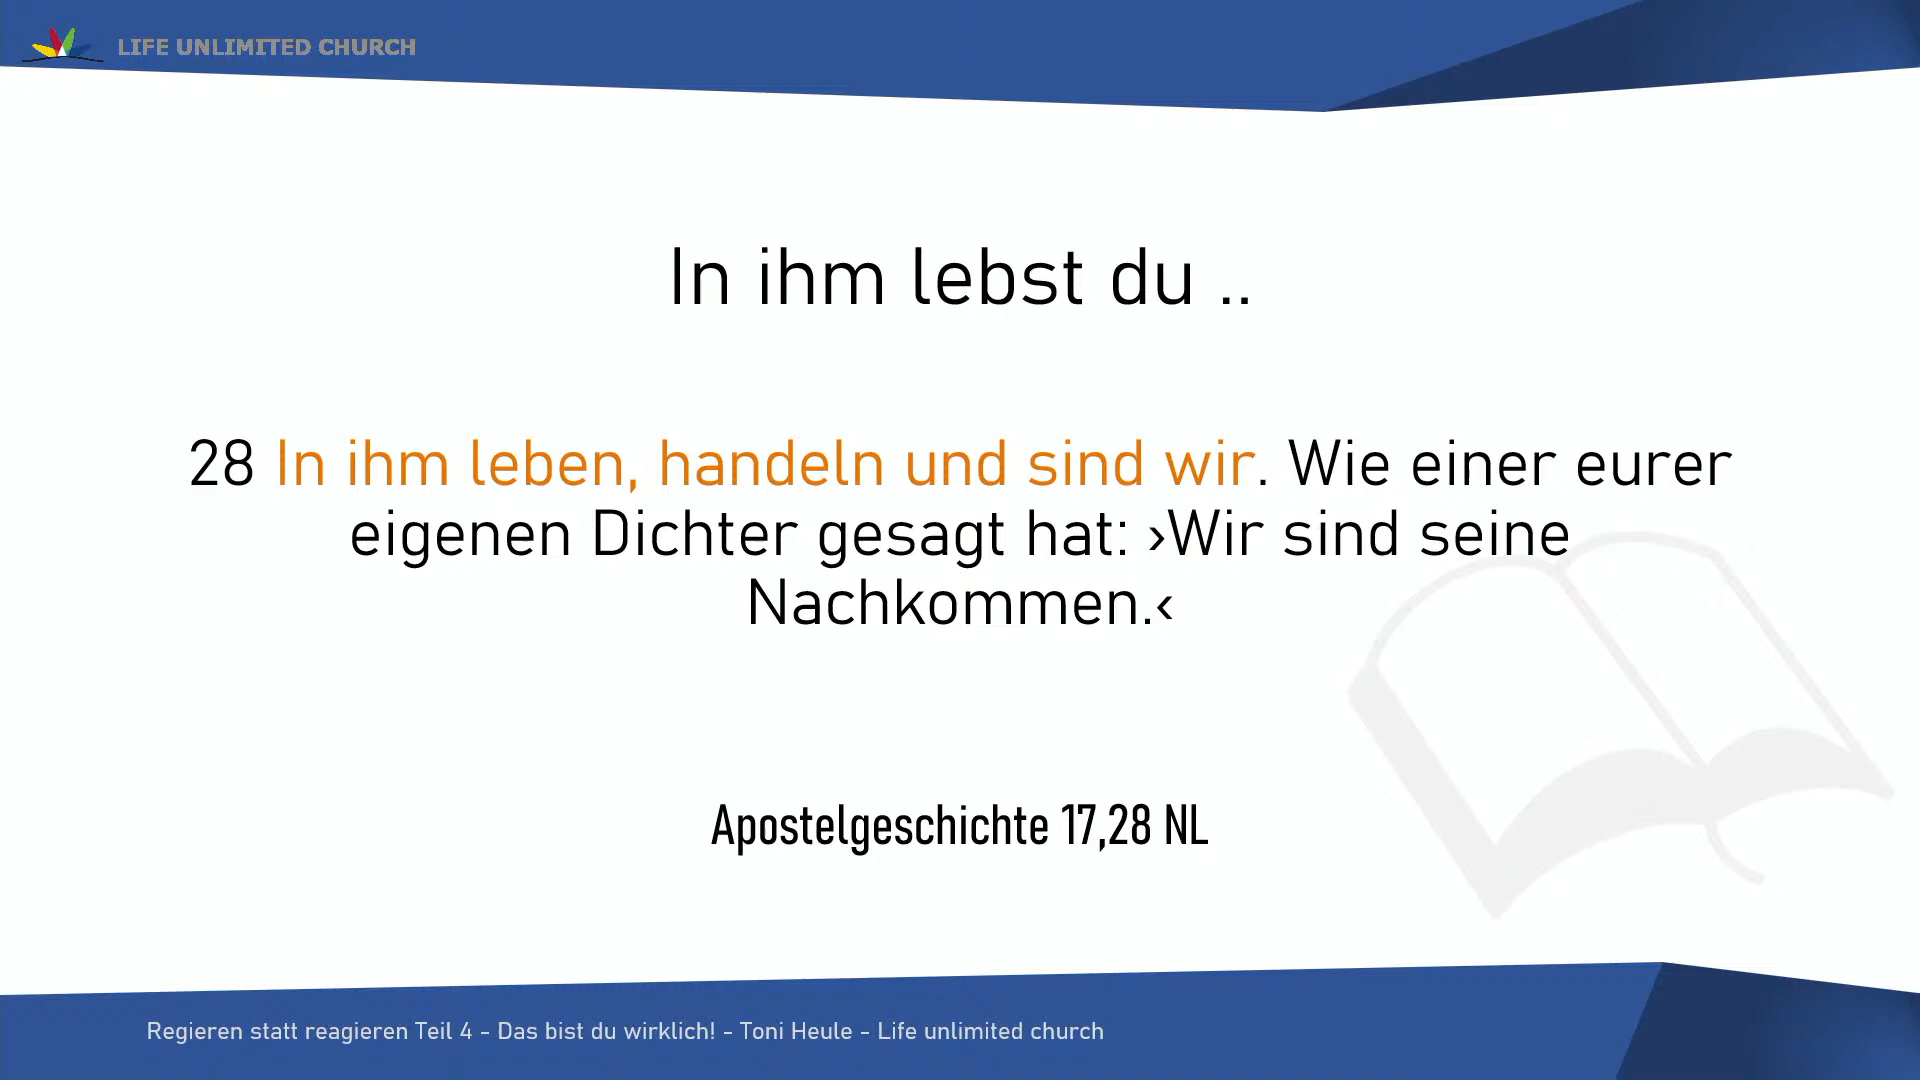 LIFE UNLIMITED CHURCH
In ihm lebst du ..
28 In ihm leben, handeln und sind wir. Wie einer eurer
eigenen Dichter gesagt hat: ›Wir sind seine
Nachkommen.‹
Apostelgeschichte 17,28 NL
Regieren statt reagieren Teil 4 - Das bist du wirklich! - Toni Heule - Life unlimited church